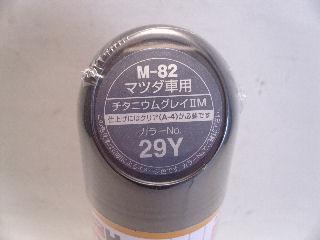 M-82
マツダ車用
チタニウムグレイⅡM
仕上げにはクリア(A-4)が必要です
カラーNo.
29Y